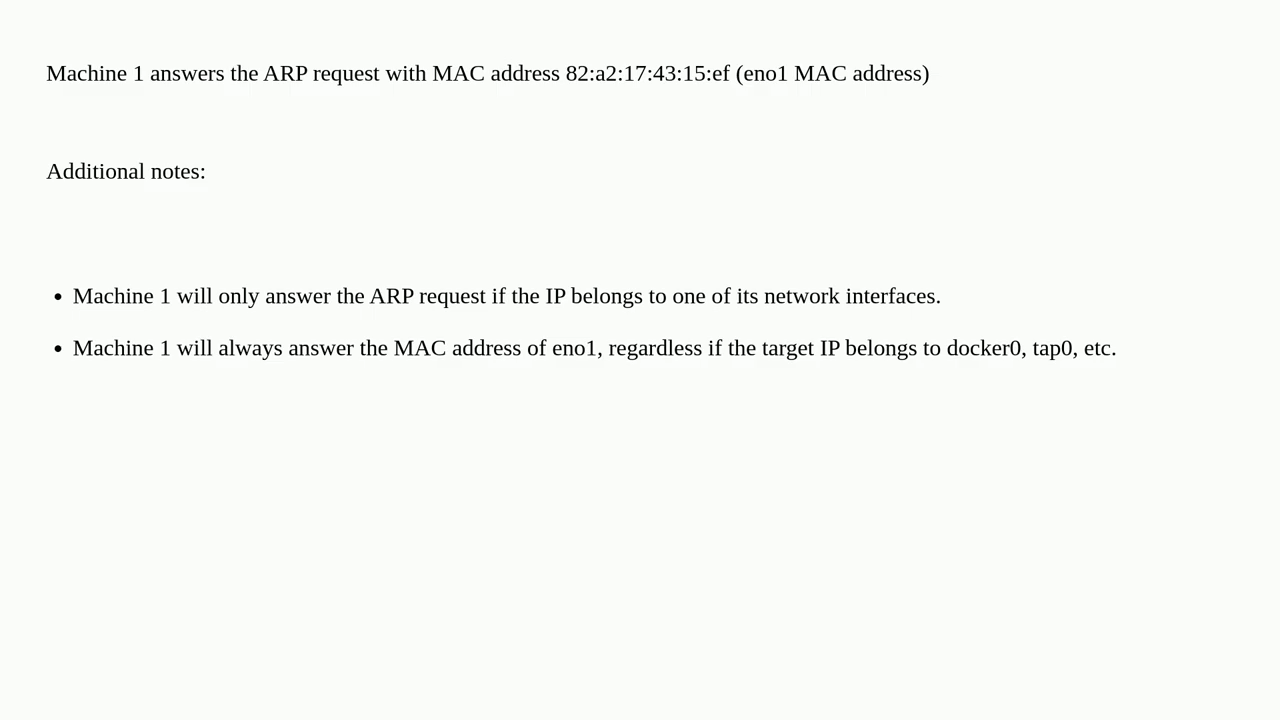 Machine 1 answers the ARP request with MAC address 82:a2:17:43:15:ef (eno1 MAC address)
Additional notes:
• Machine 1 will only answer the ARP request if the IP belongs to one of its network interfaces.
• Machine 1 will always answer the MAC address of eno1, regardless if the target IP belongs to docker0, tap0, etc.